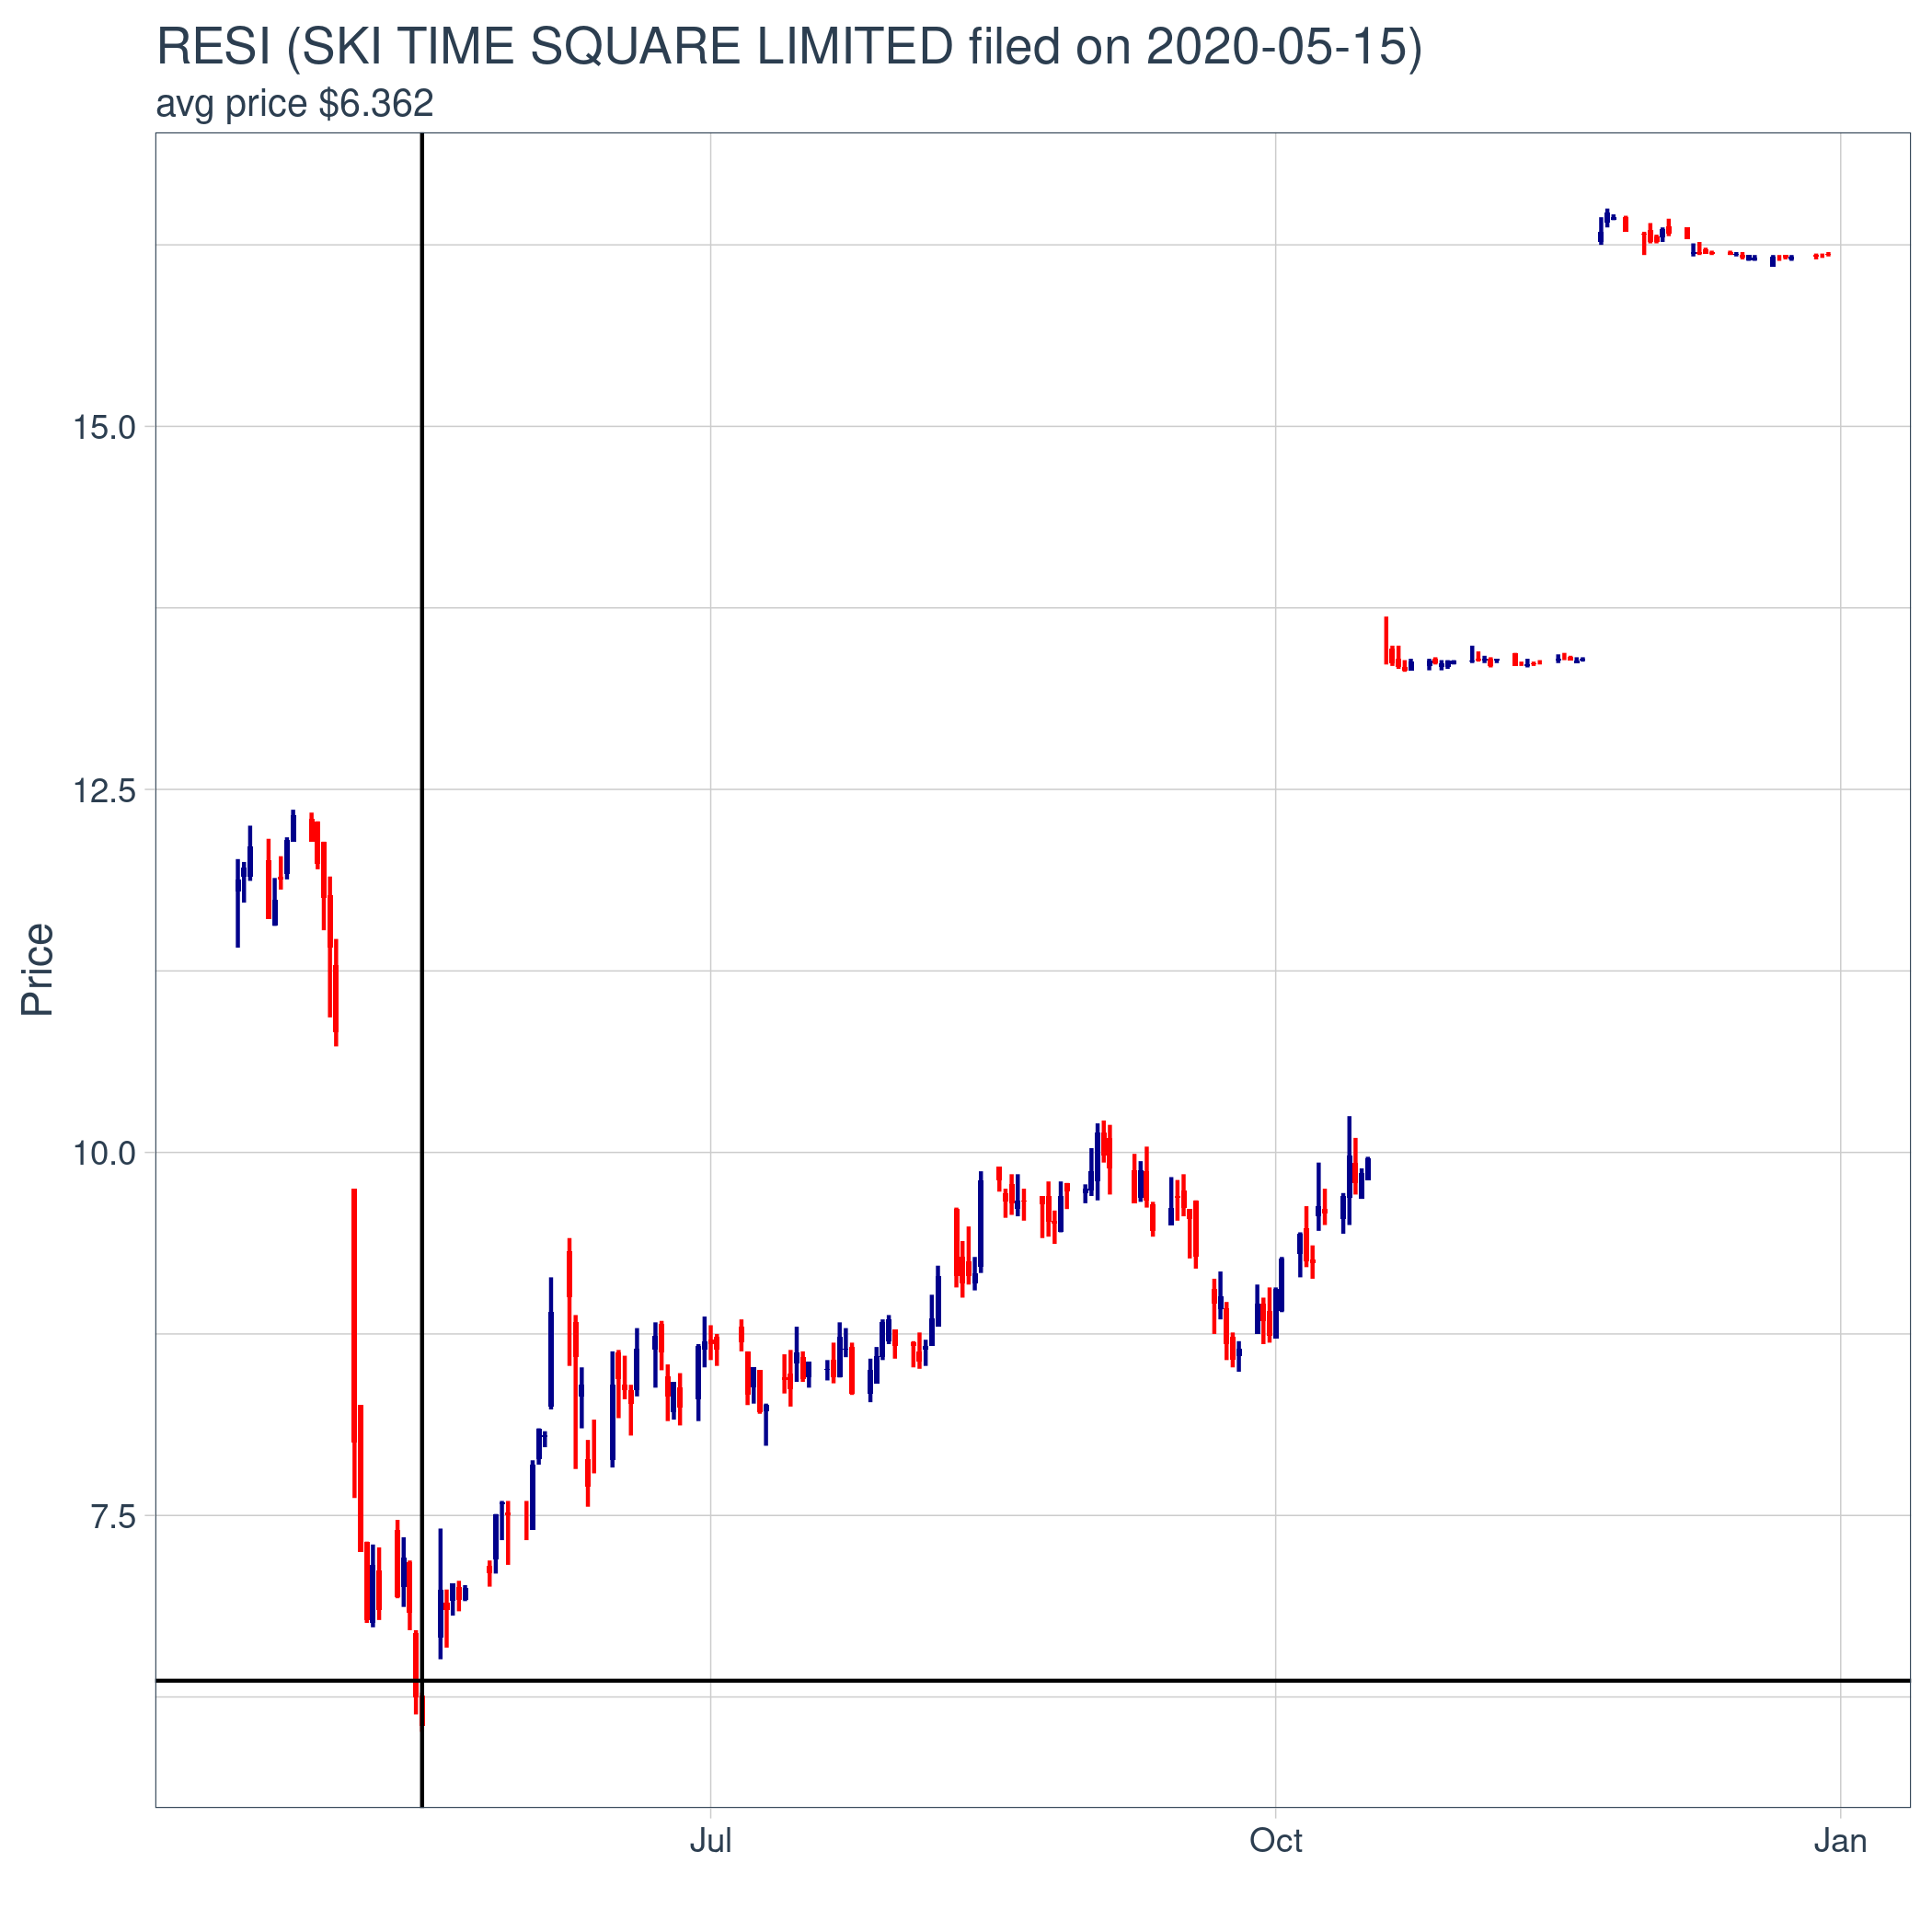 RESI (SKI TIME SQUARE LIMITED filed on 2020-05-15)
avg price $6.362
15.0
12.5
10.0
7.5
Price
Jul Oct Jan